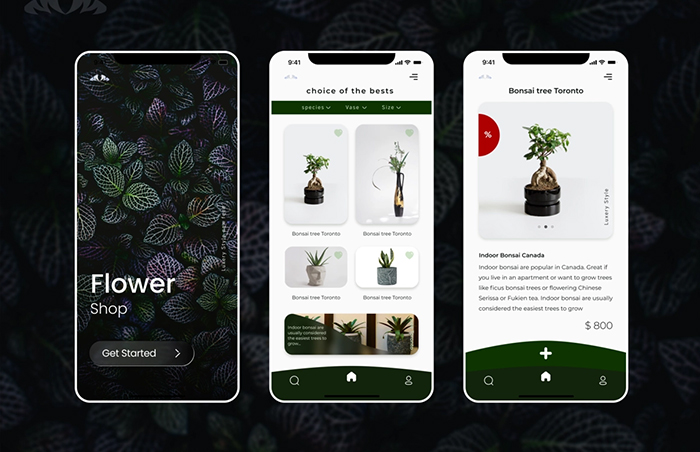 Flower
Shop
Get Started
9:41
choice of the bests
species
Vase
Size
Bonsai tree Toronto
Bonsai tree Toronto
Bonsai tree Toronto
Bonsai tree Toronto
Indoor bonsai are
usually considered
the easiest trees to
grow...
9:41
Bonsai tree Toronto
%
Luxery Style
Indoor Bonsai Canada
Indoor bonsai are popular in Canada. Great if
you live in an apartment or want to grow trees
like ficus bonsai trees or flowering Chinese
Serissa or Fukien tea. Indoor bonsai are usually
considered the easiest trees to grow
$ 800